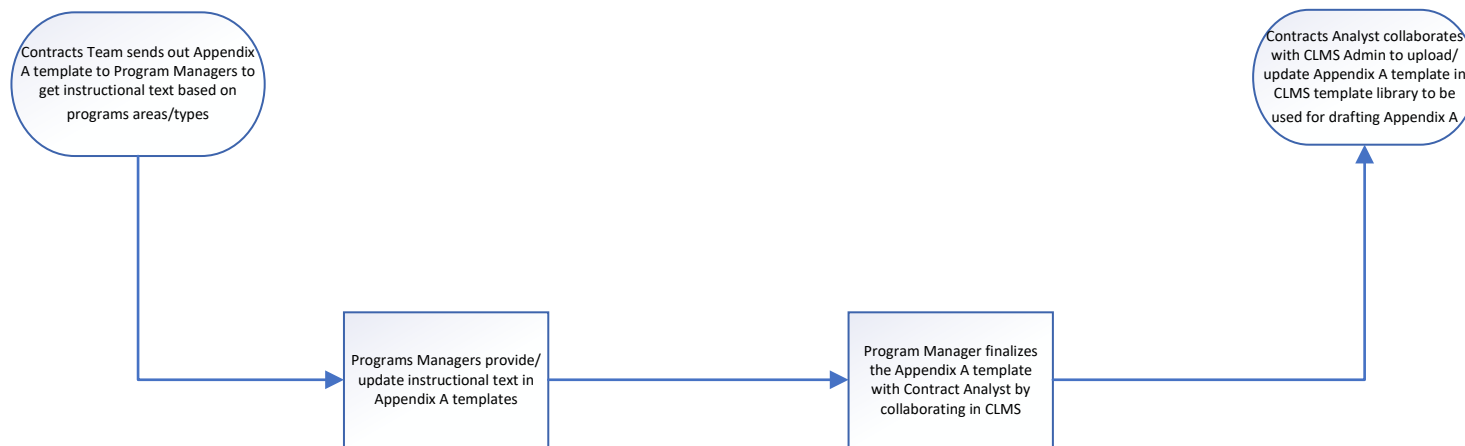 Contracts Team sends out Appendix
A template to Program Managers to
get instructional text based on
programs areas/types
Contracts Analyst collaborates
with CLMS Admin to upload/
update Appendix A template in
CLMS template library to be
used for drafting Appendix A
Programs Managers provide/
update instructional text in
Appendix A templates
Program Manager finalizes
the Appendix A template
with Contract Analyst by
collaborating in CLMS